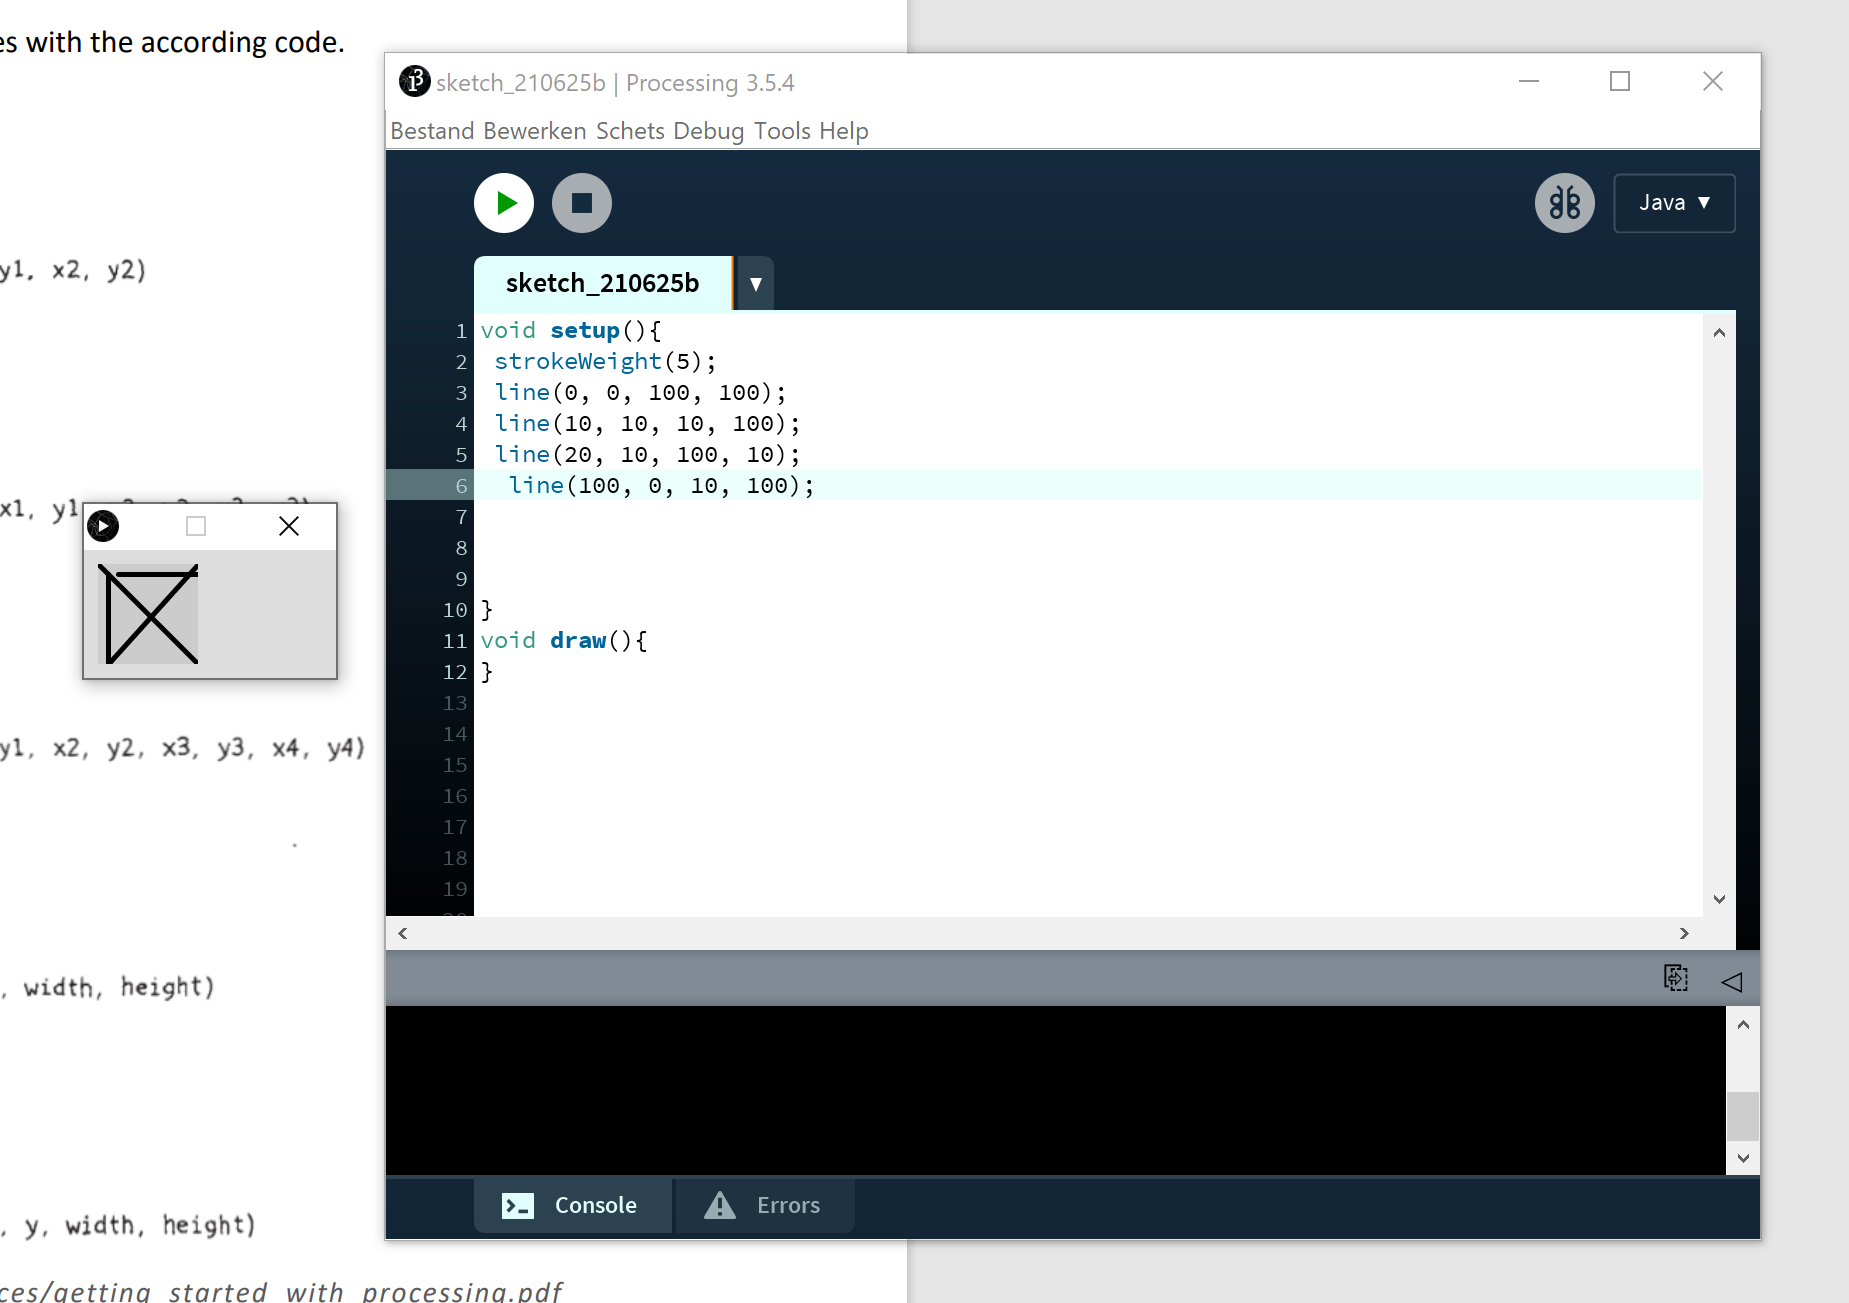 es with the according code.
sketch_210625b | Processing 3.5.4
Bestand Bewerken Schets Debug Tools Help
Java
y1, x2, y2)
sketch_210625b
1 void setup(){
2 strokeWeight(5);
3 line(0, 0, 100, 100);
4 line(10, 10, 10, 100);
5 line(20, 10, 100, 10);
6 line(100, 0, 10, 100);
x1, y1
7
8
9
10 }
11 void draw(){
12 }
13
y1, x2, y2, x3, y3, x4, y4)
14
15
16
17
18
19
, width, height)
, y, width, height)
Console
Errors
ces/getting_started_with_processing.pdf